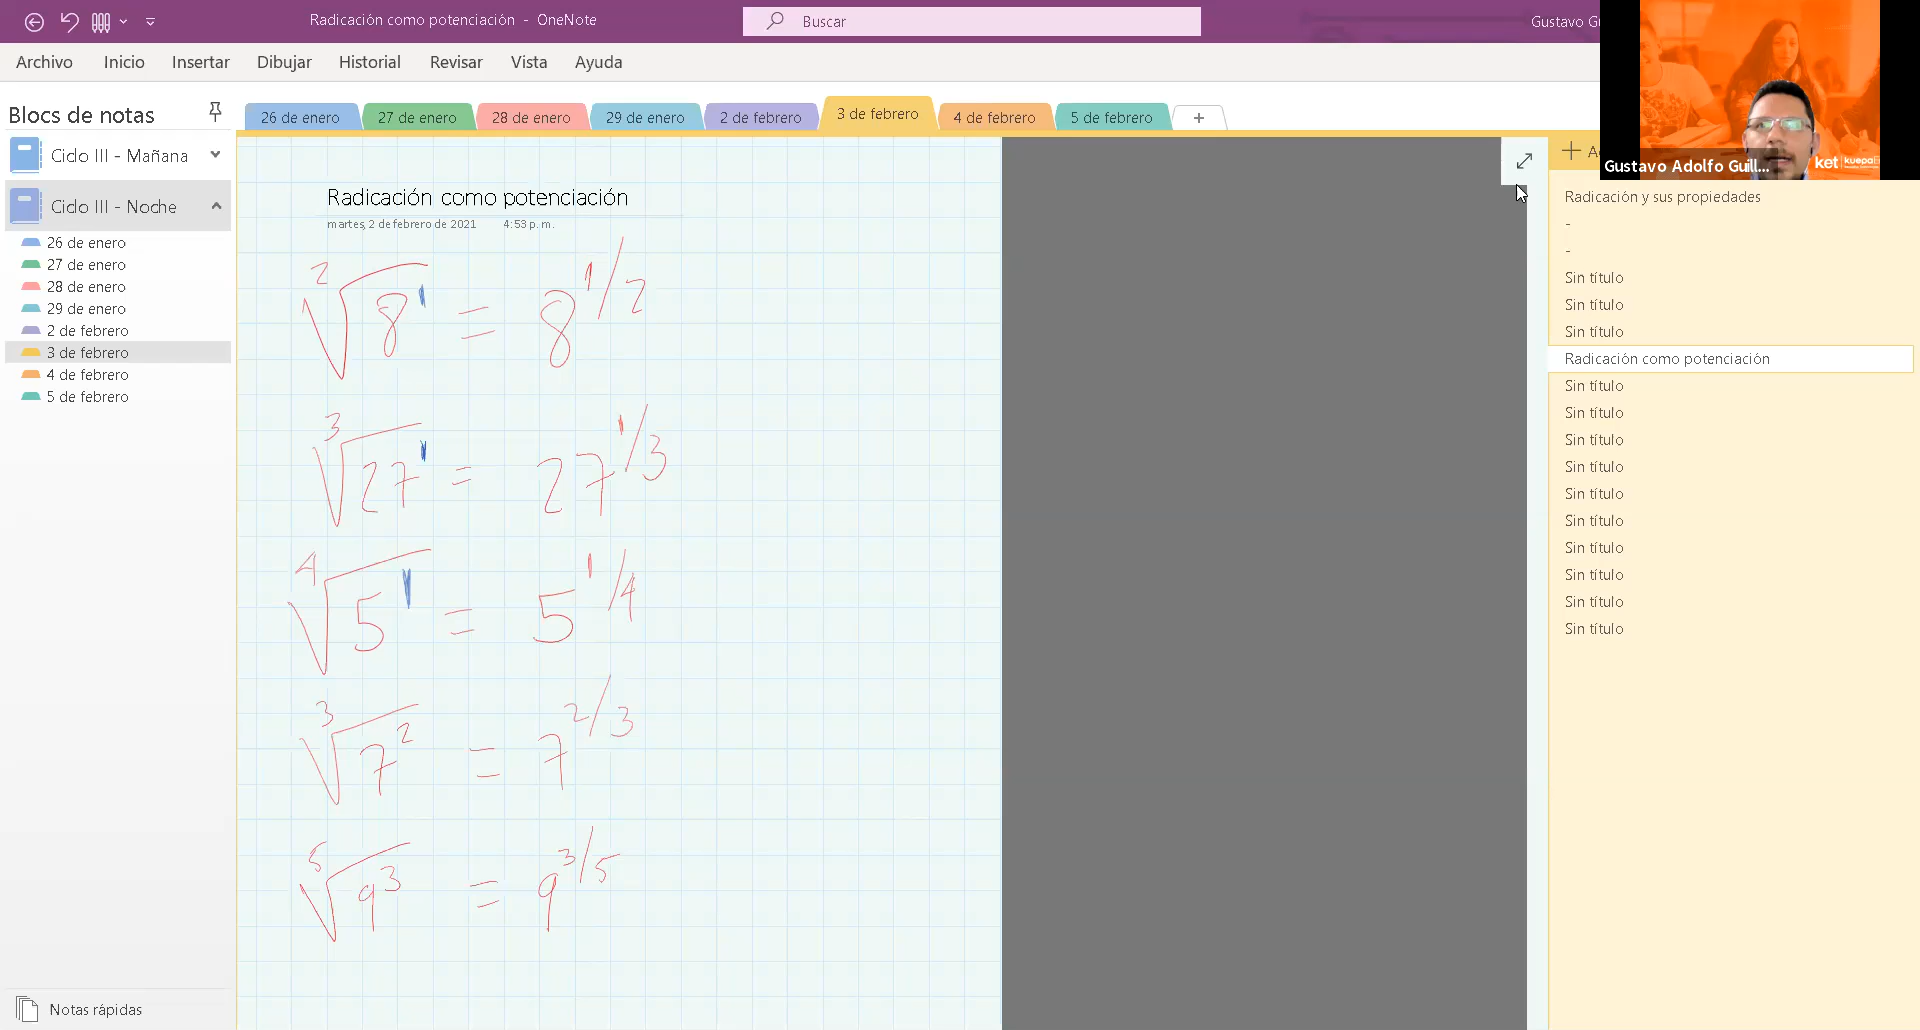 Radicación como potenciación - OneNote
Buscar
Gustavo Gu
Archivo Inicio Insertar Dibujar Historial Revisar Vista Ayuda
Blocs de notas
26 de enero 27 de enero 28 de enero 29 de enero 2 de febrero 3 de febrero 4 de febrero 5 de febrero +
Ciclo III - Mañana
Ciclo III - Noche
26 de enero
27 de enero
28 de enero
29 de enero
2 de febrero
3 de febrero
4 de febrero
5 de febrero
Notas rápidas
Radicación como potenciación
martes, 2 de febrero de 2021 4:53 p. m.
²√8¹ = 8^1/2
³√27¹ = 27^1/3
⁴√5¹ = 5^1/4
³√7² = 7^2/3
⁵√9³ = 9^3/5
Gustavo Adolfo Guill...
ket kuepa
Radicación y sus propiedades
-
-
Sin título
Sin título
Sin título
Radicación como potenciación
Sin título
Sin título
Sin título
Sin título
Sin título
Sin título
Sin título
Sin título
Sin título
Sin título